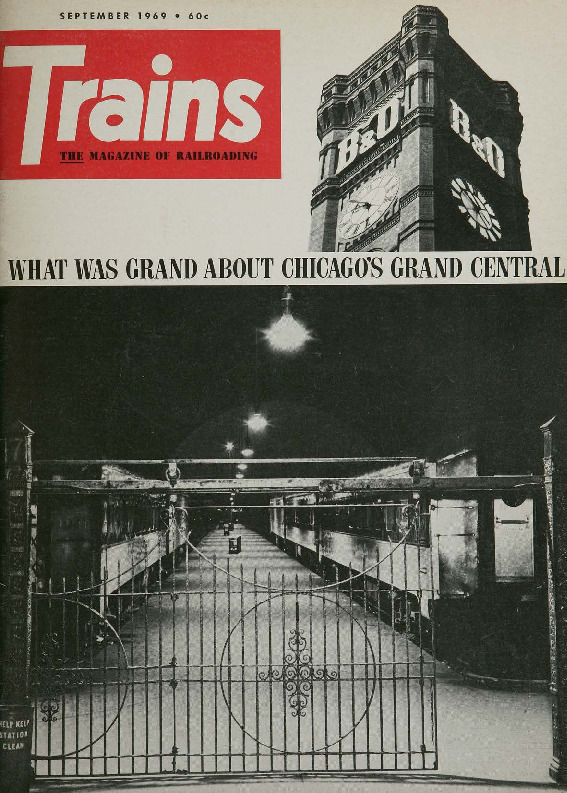 SEPTEMBER 1969 • 60c
Trains
THE MAGAZINE OF RAILROADING
B&O
B&O
WHAT WAS GRAND ABOUT CHICAGO'S GRAND CENTRAL
HELP KEEP
STATION
CLEAN